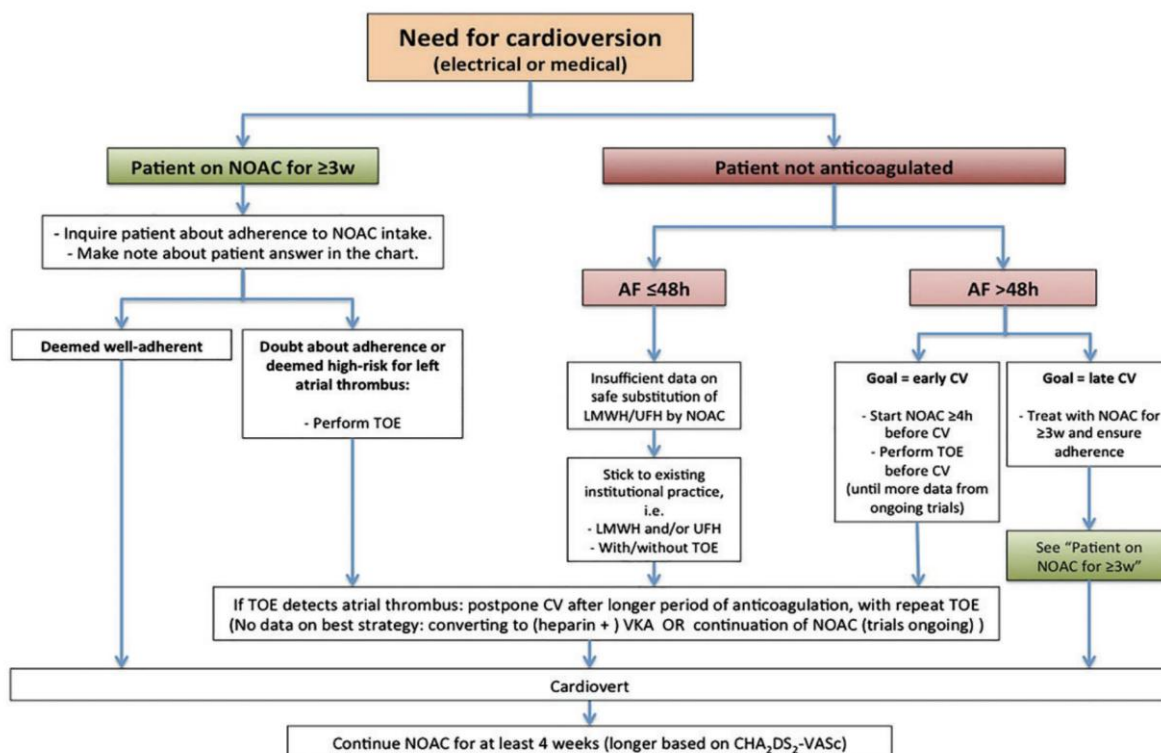 Need for cardioversion
(electrical or medical)
Patient on NOAC for ≥3w
Patient not anticoagulated
- Inquire patient about adherence to NOAC intake.
- Make note about patient answer in the chart.
AF ≤48h
AF >48h
Deemed well-adherent
Doubt about adherence or
deemed high-risk for left
atrial thrombus:
- Perform TOE
Insufficient data on
safe substitution of
LMWH/UFH by NOAC
Stick to existing
institutional practice,
i.e.
- LMWH and/or UFH
- With/without TOE
Goal = early CV
- Start NOAC ≥4h
before CV
- Perform TOE
before CV
(until more data from
ongoing trials)
Goal = late CV
- Treat with NOAC for
≥3w and ensure
adherence
See “Patient on
NOAC for ≥3w”
If TOE detects atrial thrombus: postpone CV after longer period of anticoagulation, with repeat TOE
(No data on best strategy: converting to (heparin + ) VKA OR continuation of NOAC (trials ongoing) )
Cardiovert
Continue NOAC for at least 4 weeks (longer based on CHA₂DS₂-VASc)